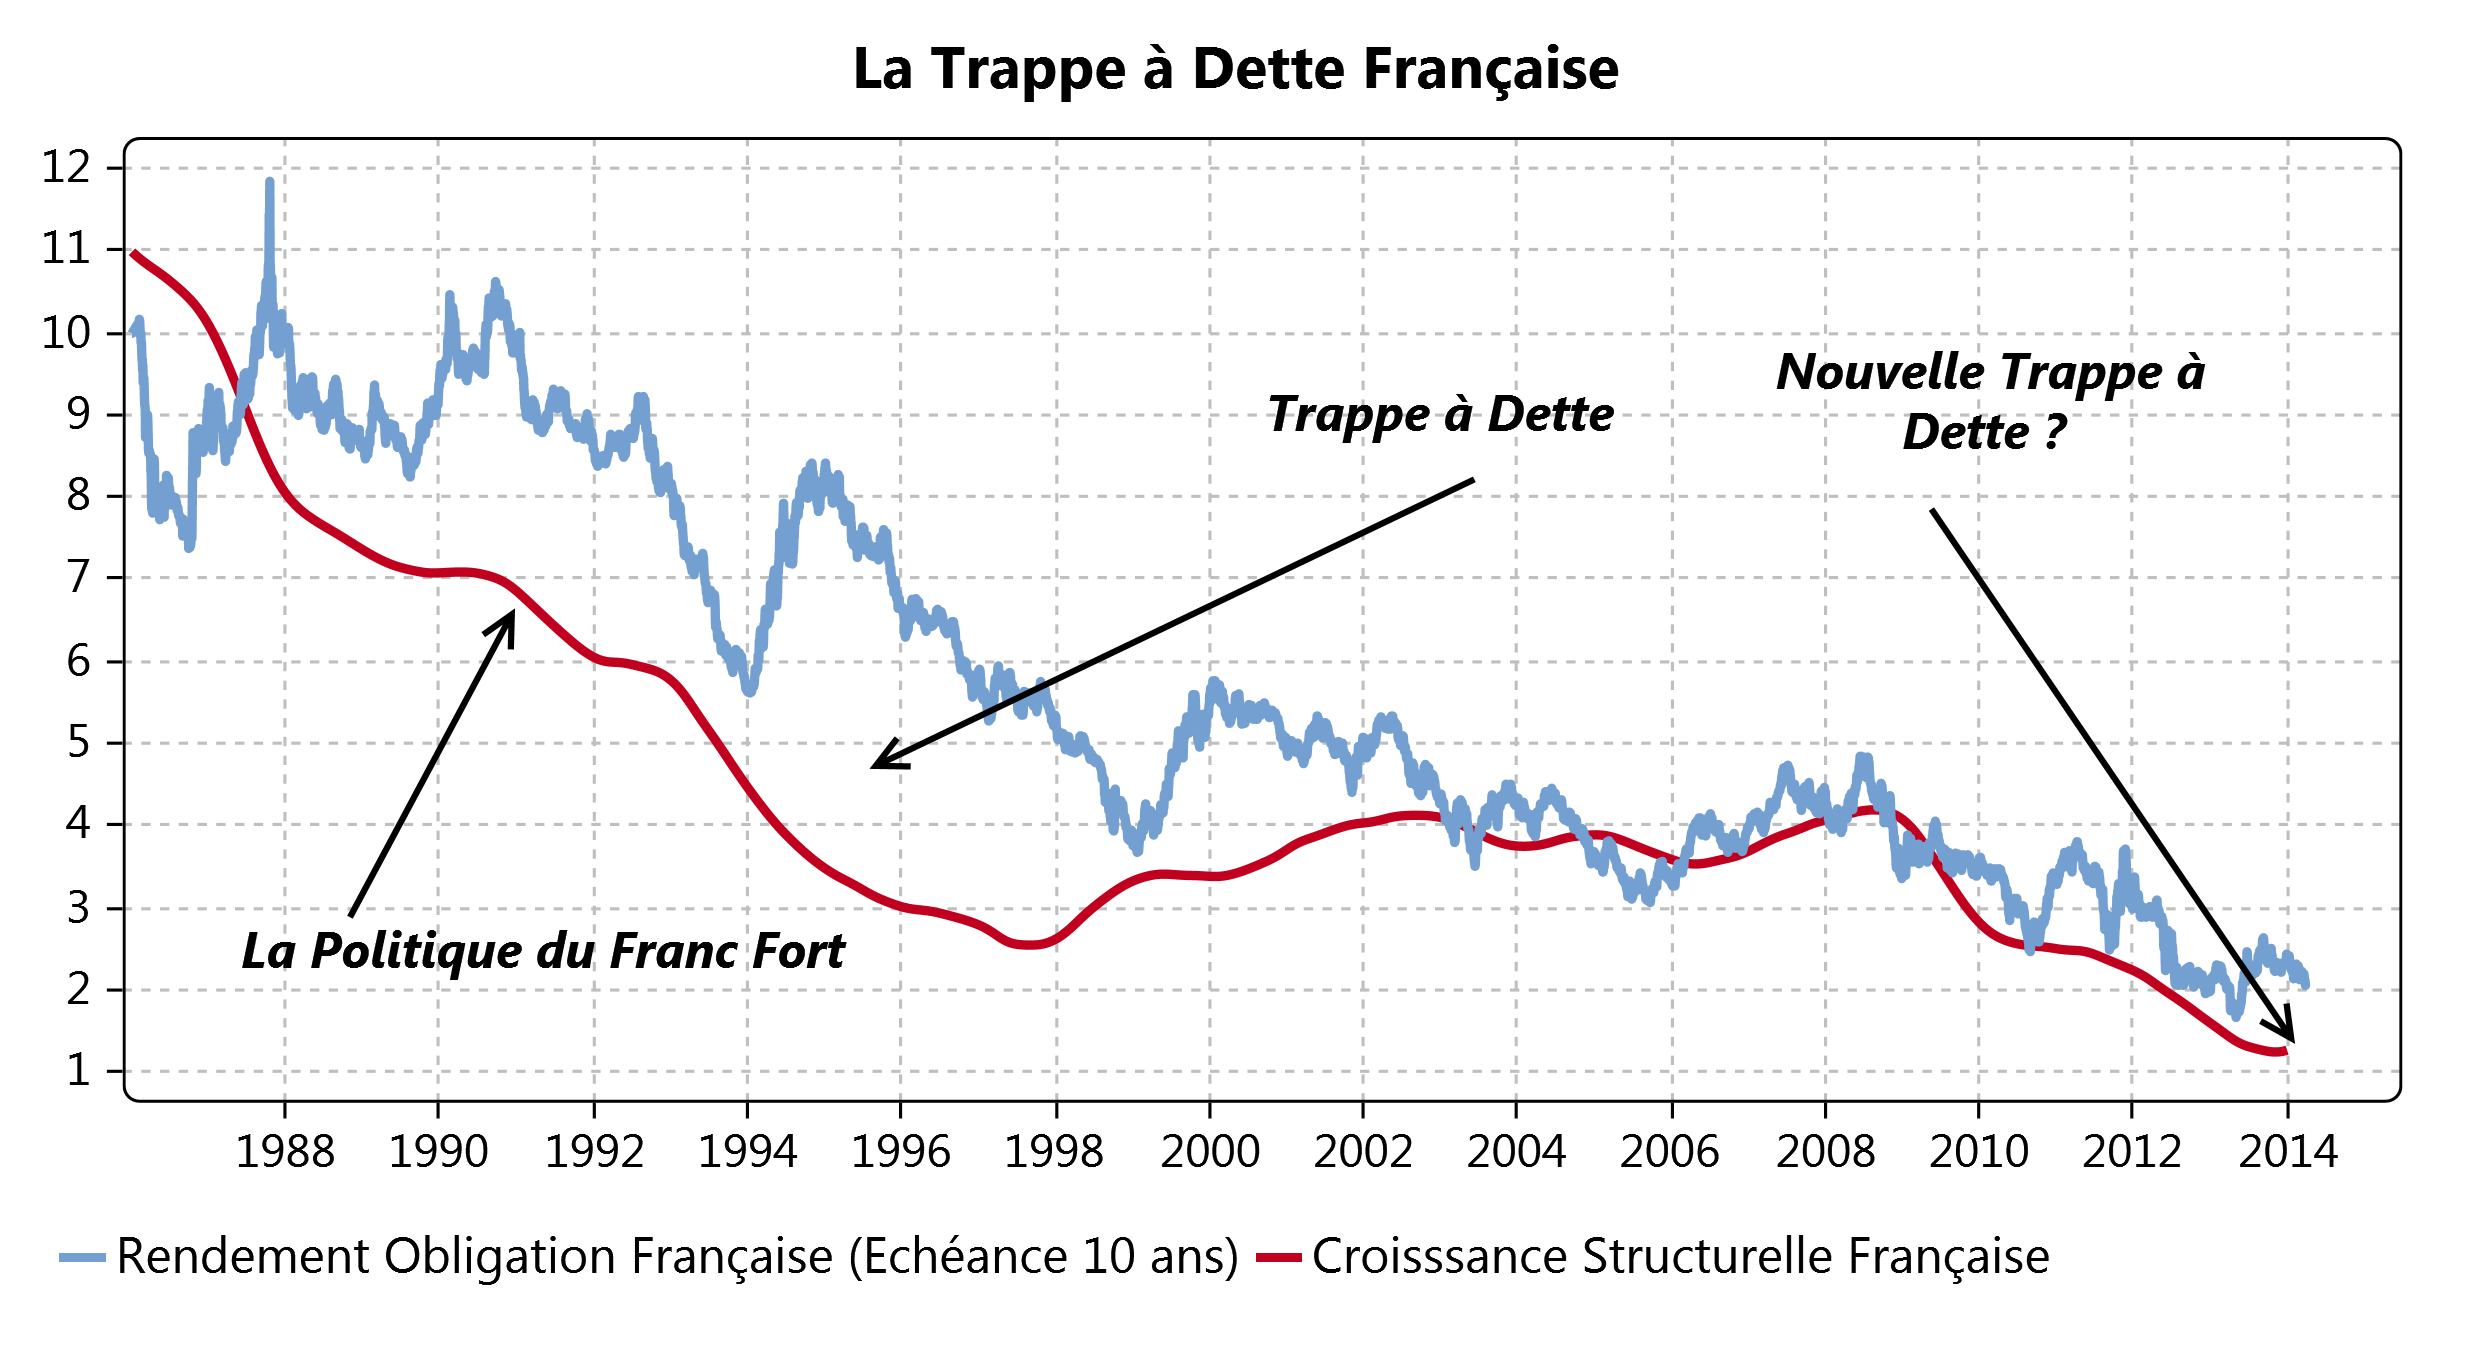 La Trappe à Dette Française
12
11
10
9
8
7
6
5
4
3
2
1
Nouvelle Trappe à
Dette ?
Trappe à Dette
La Politique du Franc Fort
1988 1990 1992 1994 1996 1998 2000 2002 2004 2006 2008 2010 2012 2014
Rendement Obligation Française (Echéance 10 ans) Croisssance Structurelle Française